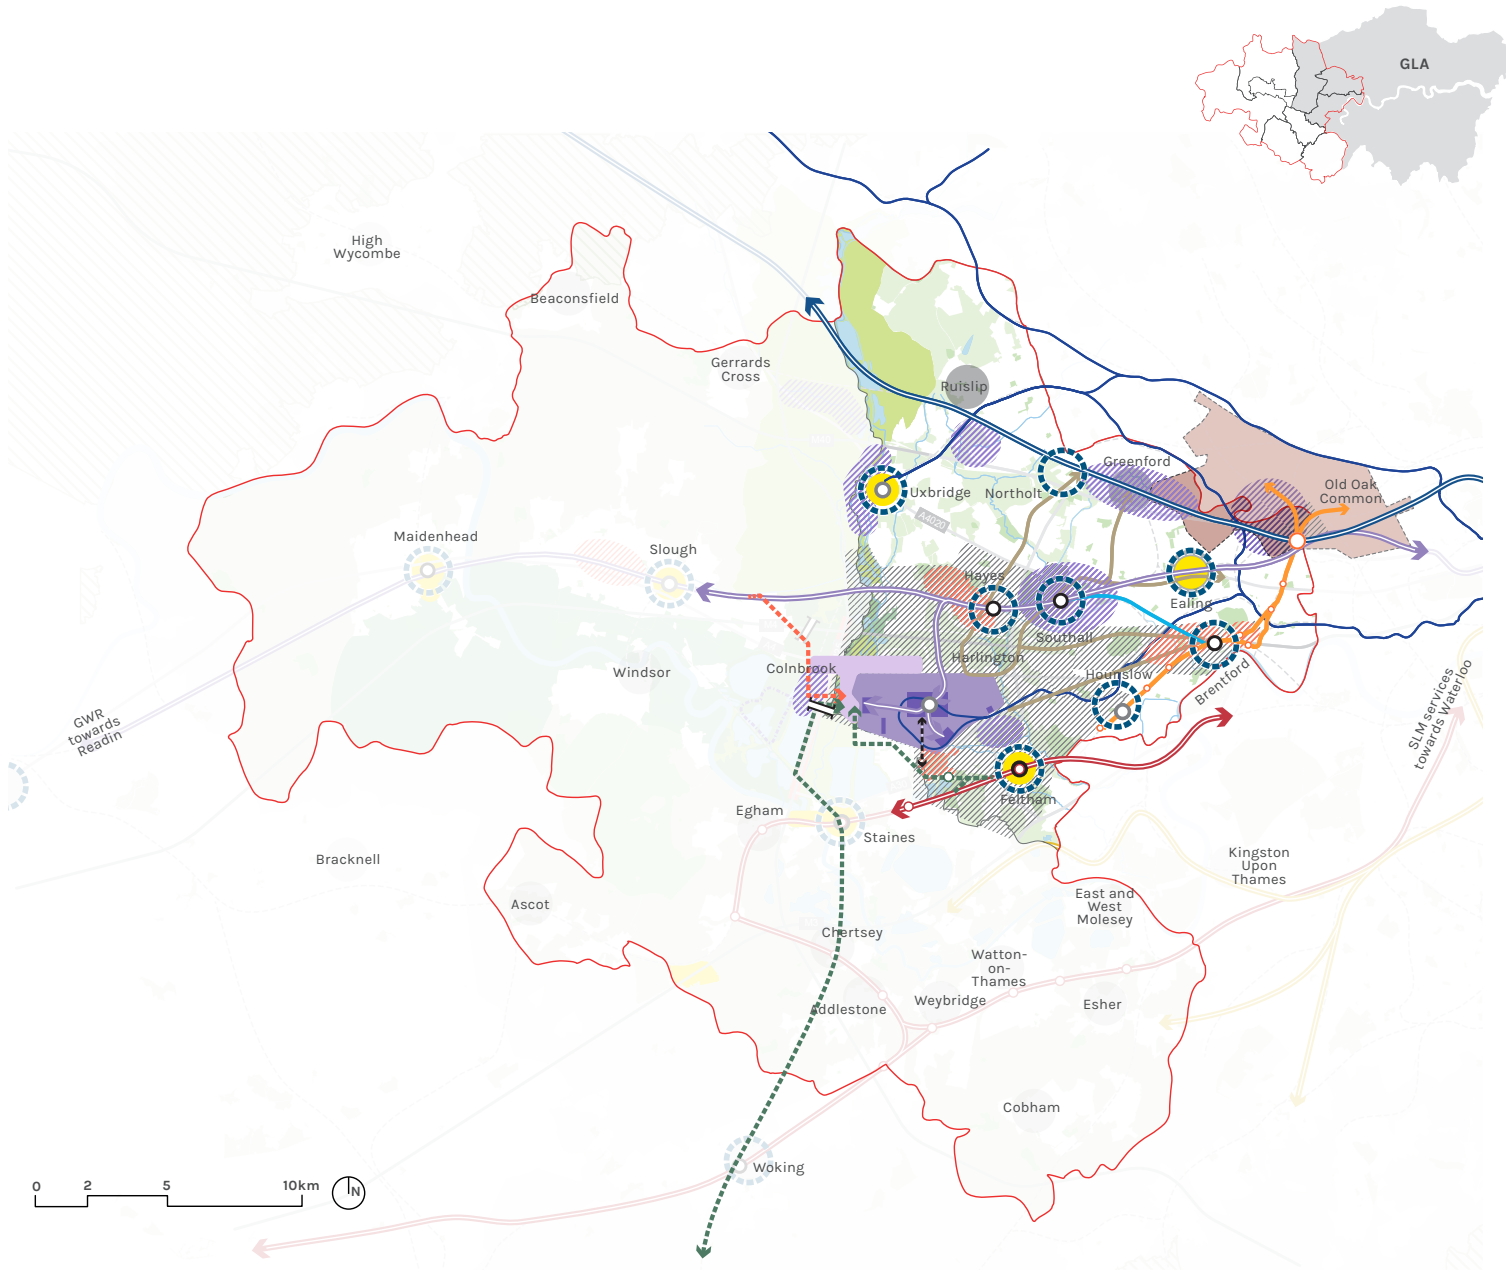 GLA
High
Wycombe
Beaconsfield
Gerrards
Cross
Ruislip
Greenford
Old Oak
Common
Uxbridge
Northolt
A4020
Maidenhead
Slough
Hayes
Ealing
Southall
Harlington
Colnbrook
Windsor
Hounslow
Brentford
GWR
towards
Readin
SLM services
towards Waterloo
Feltham
Egham
Staines
Bracknell
Ascot
Kingston
Upon
Thames
East and
West
Molesey
Chertsey
Watton-
on-
Thames
Weybridge
Addlestone
Esher
Cobham
Woking
0 2 5 10km
N